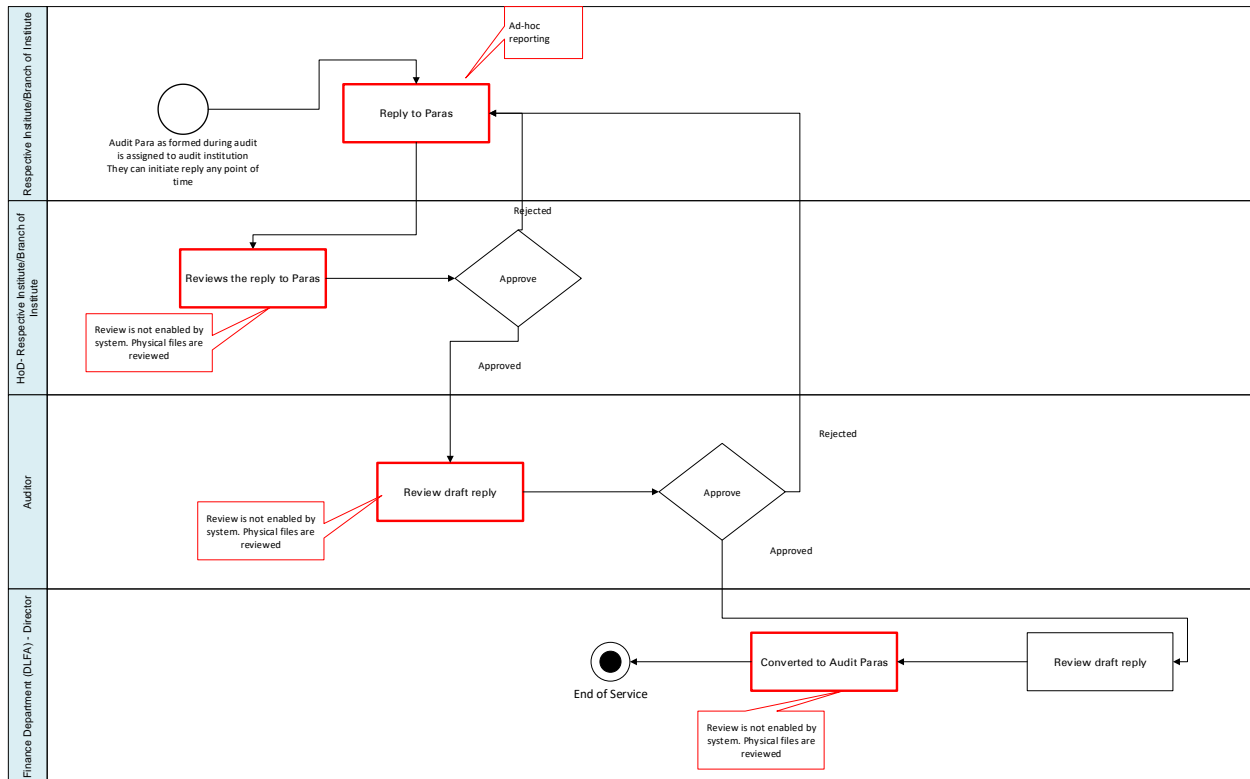 Respective Institute/Branch of Institute
Ad-hoc
reporting
Reply to Paras
Audit Para as formed during audit
is assigned to audit institution
They can initiate reply any point of
time
HoD- Respective Institute/Branch of
Institute
Rejected
Reviews the reply to Paras
Approve
Review is not enabled by
system. Physical files are
reviewed
Approved
Auditor
Rejected
Review draft reply
Approve
Review is not enabled by
system. Physical files are
reviewed
Approved
Finance Department (DLFA) - Director
End of Service
Converted to Audit Paras
Review draft reply
Review is not enabled by
system. Physical files are
reviewed